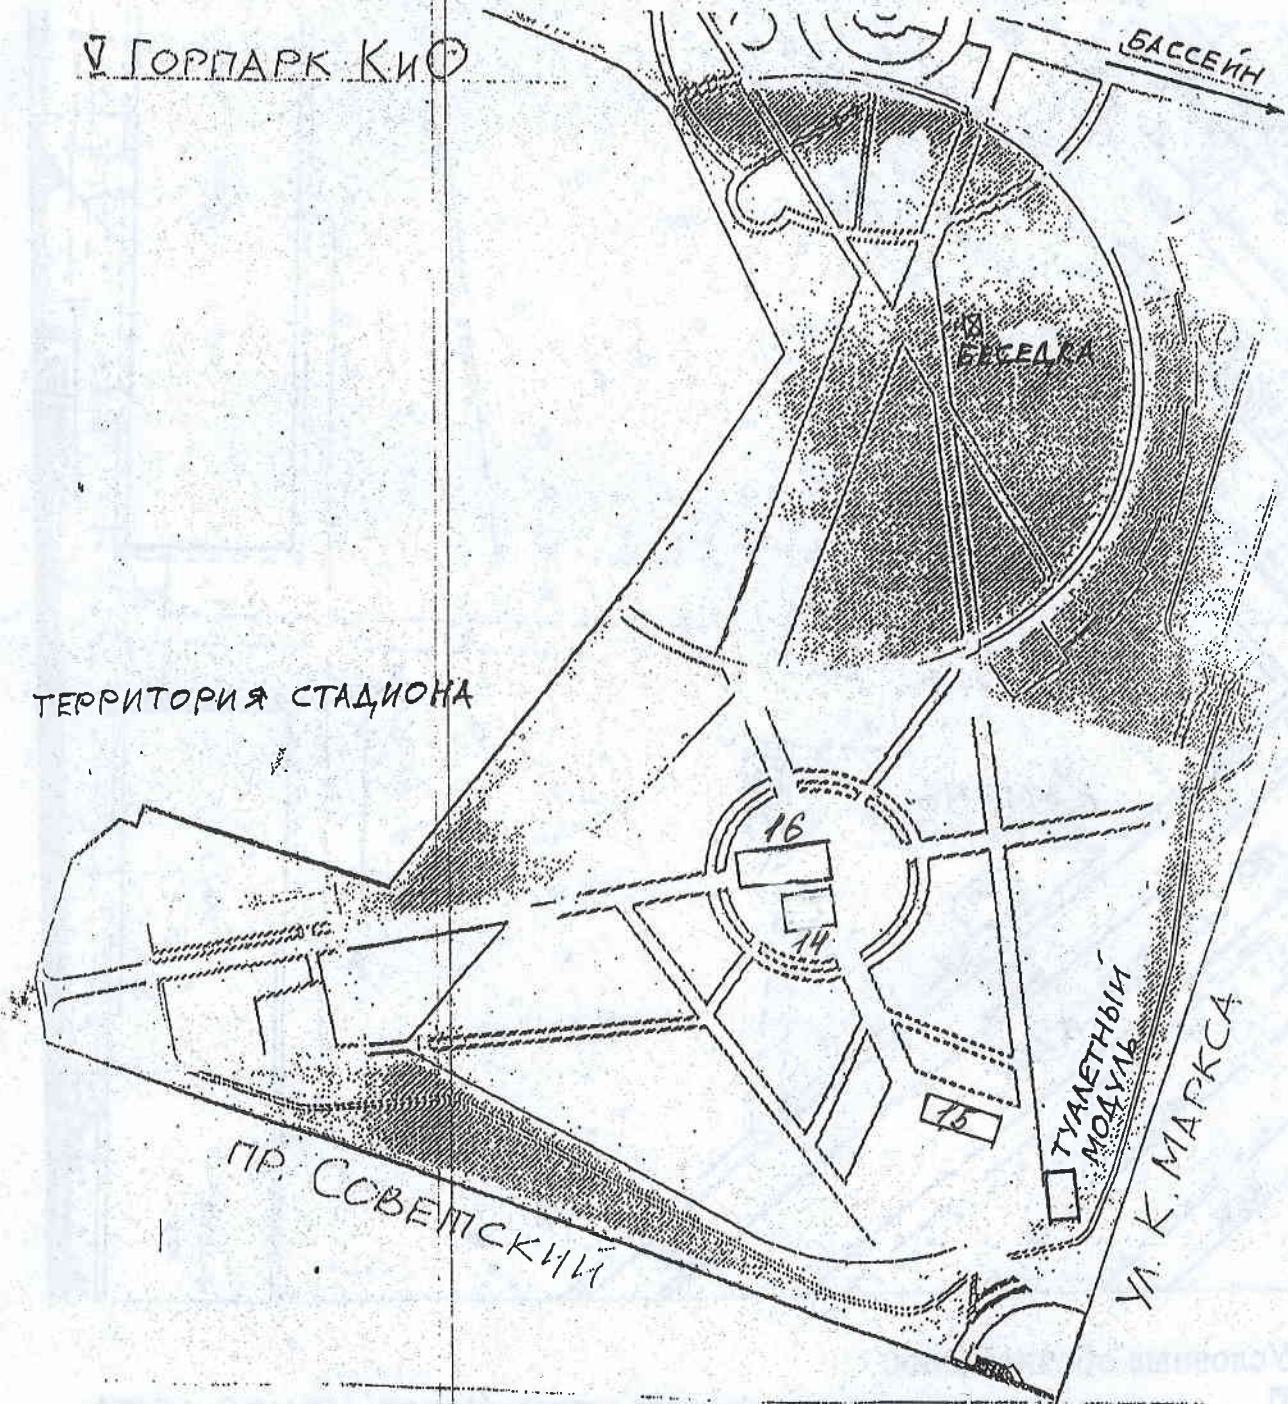 V ГОРПАРК КиО
БАССЕЙН
БЕСЕДКА
ТЕРРИТОРИЯ СТАДИОНА
16
14
15
ТУАЛЕТНЫЙ
МОДУЛЬ
УЛ. К. МАРКСА
ПР. СОВЕТСКИЙ